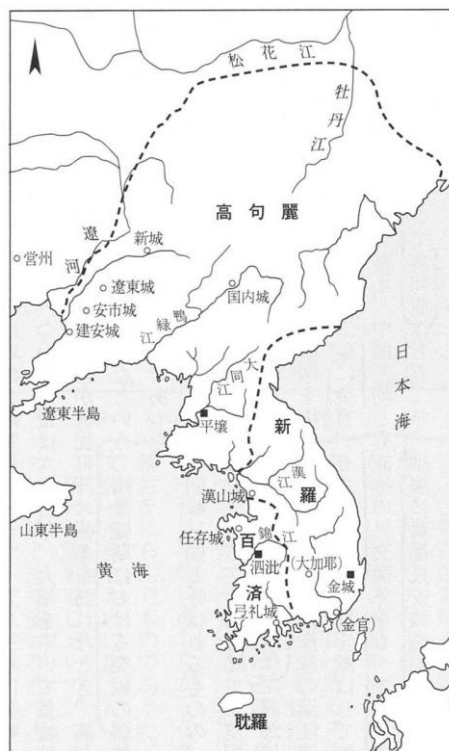 松花江
牡丹江
高句麗
遼河
新城
営州
遼東城
国内城
安市城
鴨緑江
建安城
日本海
大同江
遼東半島
平壌
新羅
漢江
漢山城
山東半島
任存城
百済
錦江
黄海
泗沘
(大加耶)
金城
弓礼城
(金官)
耽羅